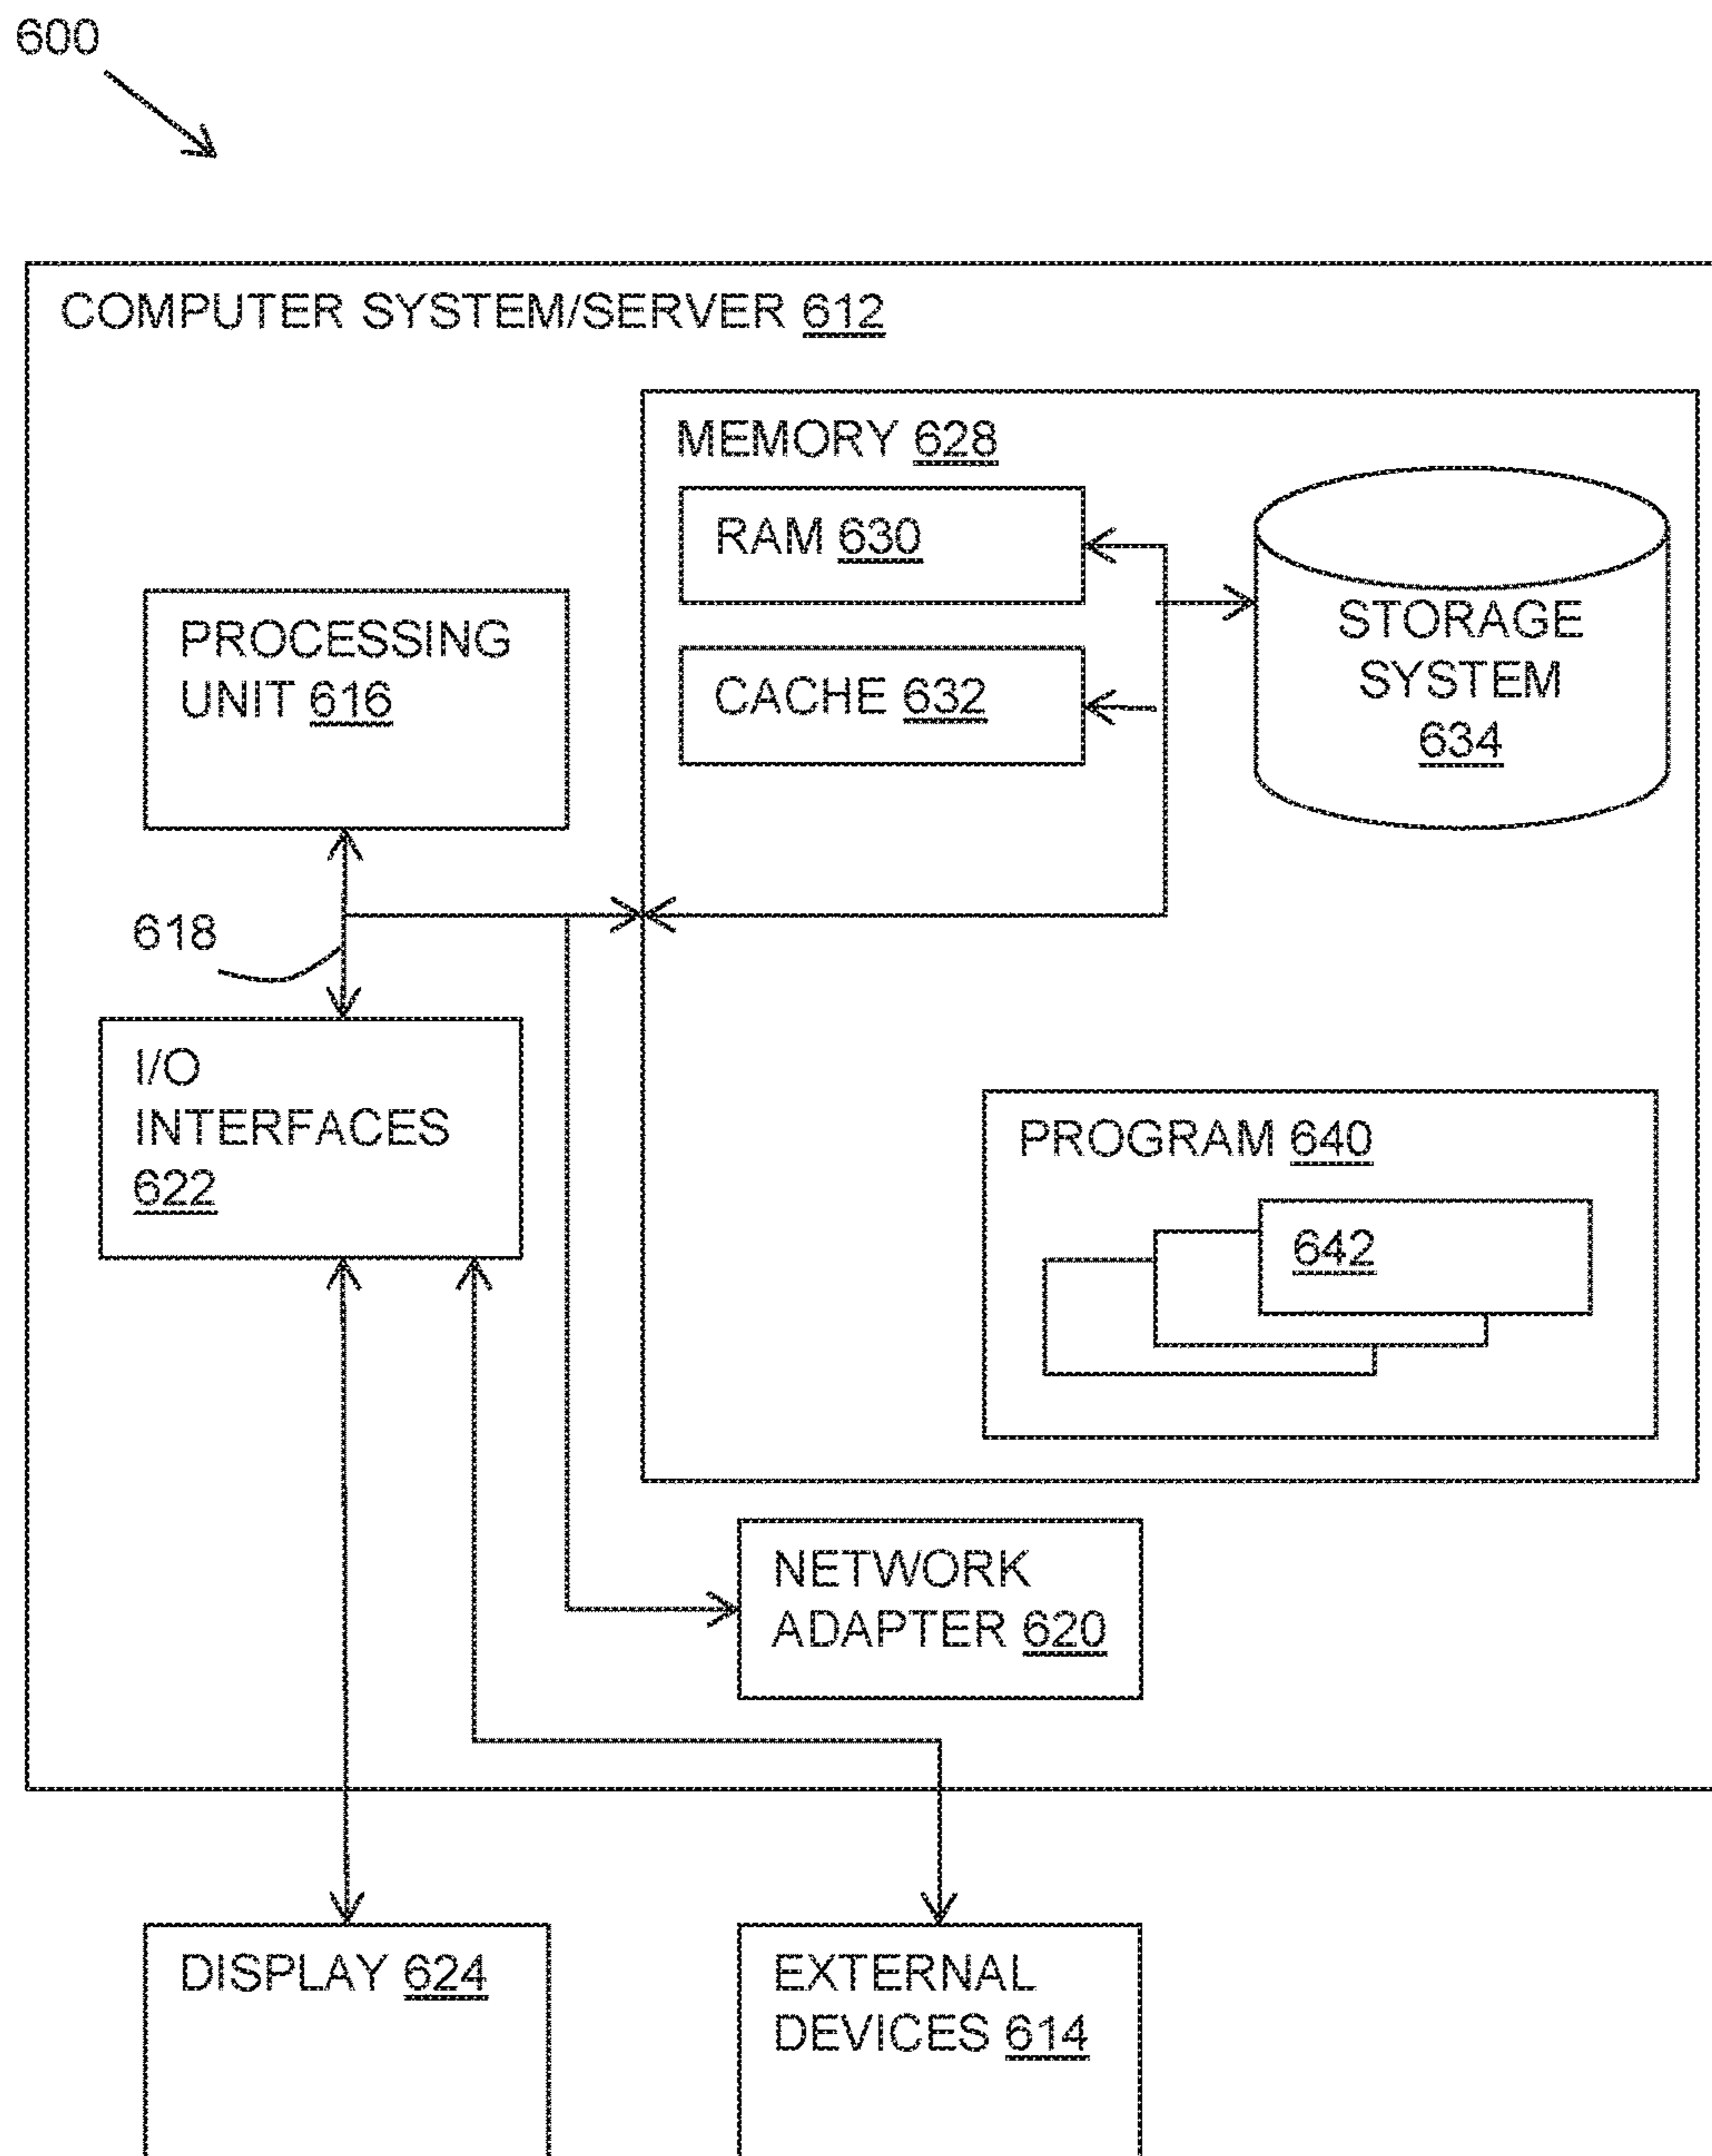 600
COMPUTER SYSTEM/SERVER 612
MEMORY 628
RAM 630
CACHE 632
STORAGE
SYSTEM
634
PROCESSING
UNIT 616
618
I/O
INTERFACES
622
PROGRAM 640
642
NETWORK
ADAPTER 620
DISPLAY 624
EXTERNAL
DEVICES 614